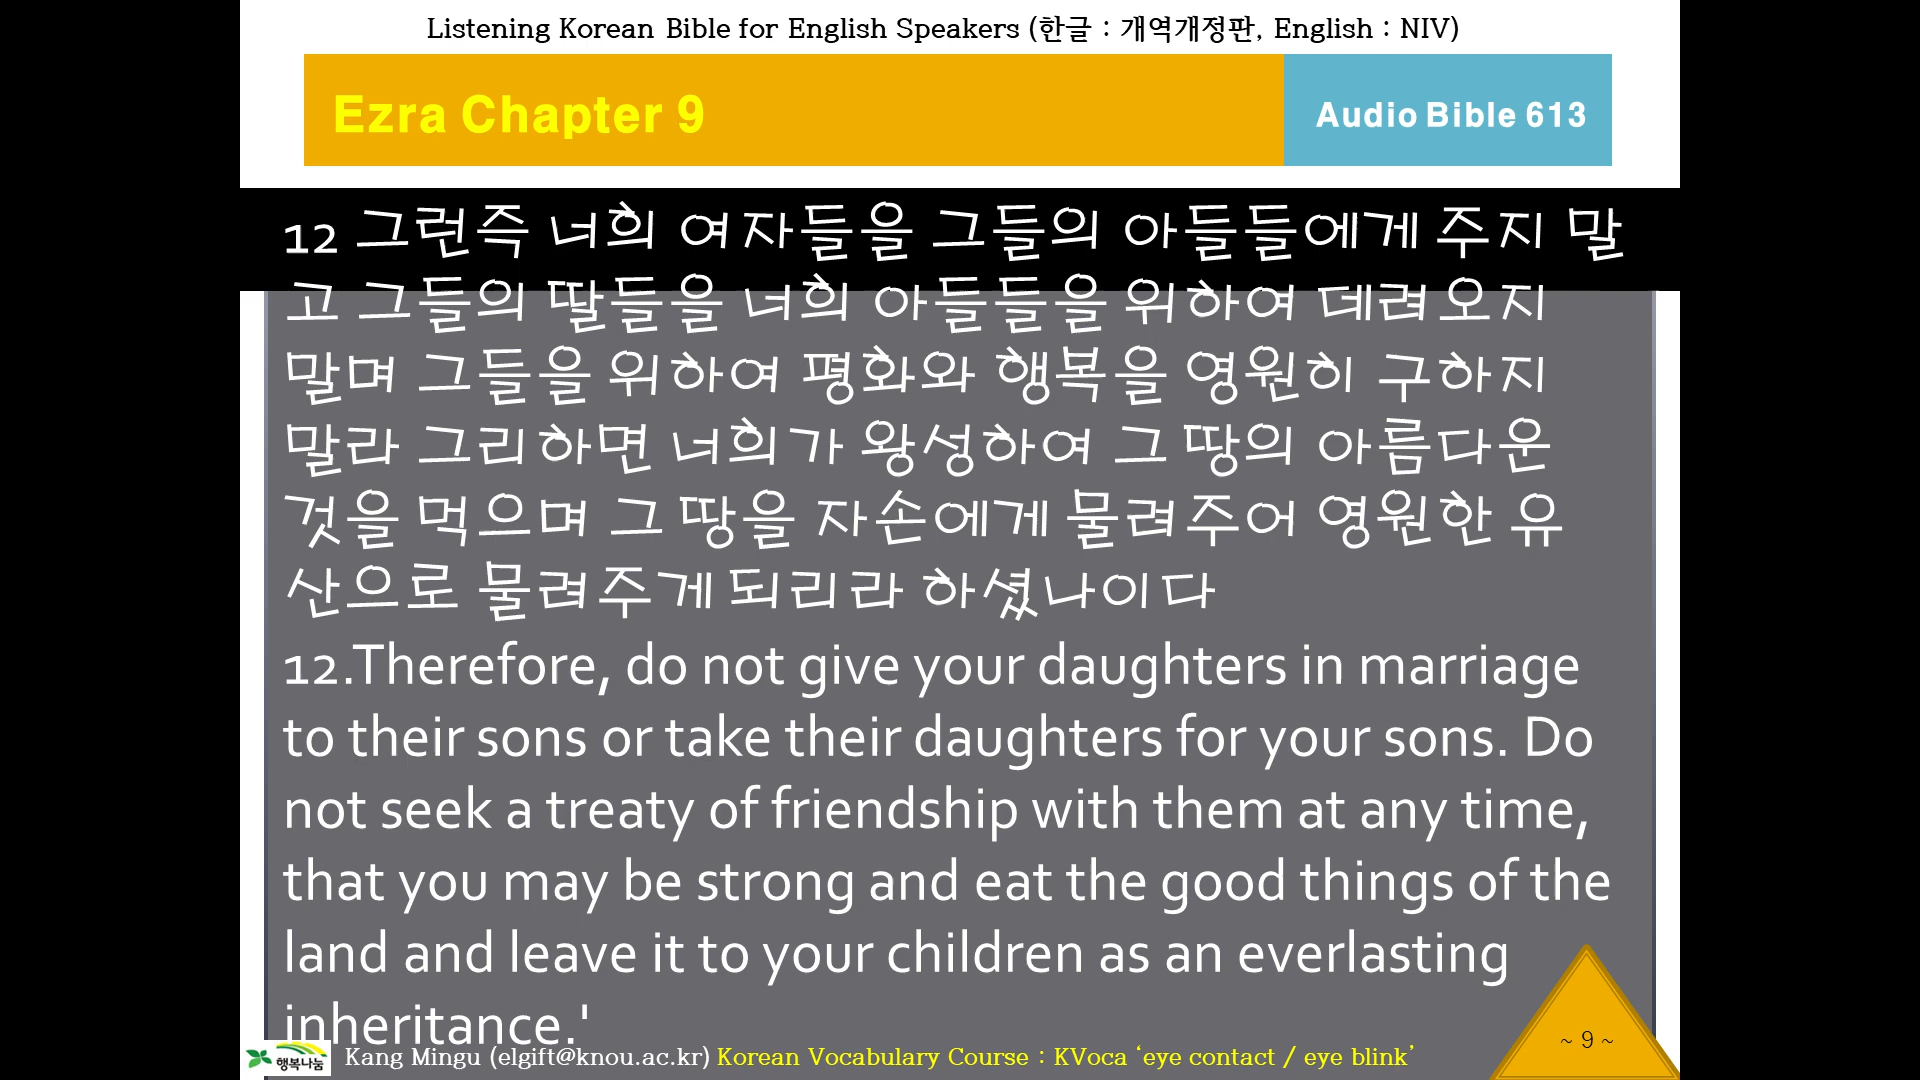 Listening Korean Bible for English Speakers (한글 : 개역개정판, English : NIV)
Ezra Chapter 9
Audio Bible 613
12 그런즉 너희 여자들을 그들의 아들들에게 주지 말
고 그들의 딸들을 너희 아들들을 위하여 데려오지
말며 그들을 위하여 평화와 행복을 영원히 구하지
말라 그리하면 너희가 왕성하여 그 땅의 아름다운
것을 먹으며 그 땅을 자손에게 물려주어 영원한 유
산으로 물려주게 되리라 하셨나이다
12.Therefore, do not give your daughters in marriage
to their sons or take their daughters for your sons. Do
not seek a treaty of friendship with them at any time,
that you may be strong and eat the good things of the
land and leave it to your children as an everlasting
inheritance.'
행복나눔
Kang Mingu (elgift@knou.ac.kr) Korean Vocabulary Course : KVoca ‘eye contact / eye blink’
~ 9 ~